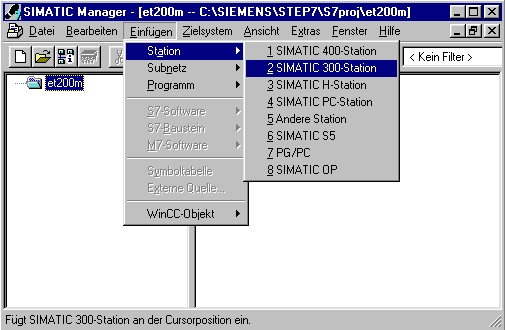 SIMATIC Manager - [et200m -- C:\SIEMENS\STEP7\S7proj\et200m]
Datei Bearbeiten Einfügen Zielsystem Ansicht Extras Fenster Hilfe
< Kein Filter >
et200m
Station
Subnetz
Programm
S7-Software
S7-Baustein
M7-Software
Symboltabelle
Externe Quelle...
WinCC-Objekt
1 SIMATIC 400-Station
2 SIMATIC 300-Station
3 SIMATIC H-Station
4 SIMATIC PC-Station
5 Andere Station
6 SIMATIC S5
7 PG/PC
8 SIMATIC OP
Fügt SIMATIC 300-Station an der Cursorposition ein.